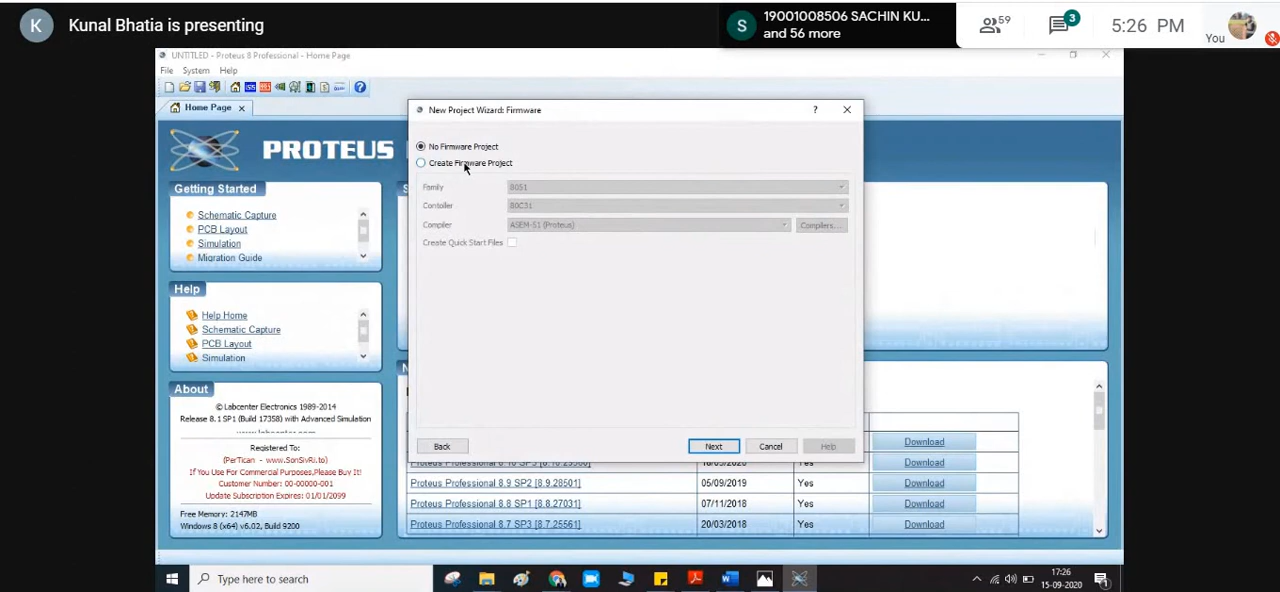 K
Kunal Bhatia is presenting
S
19001008506 SACHIN KU...
and 56 more
59
3
5:26 PM
You
UNTITLED - Proteus 8 Professional - Home Page
File System Help
Home Page
PROTEUS
Getting Started
Schematic Capture
PCB Layout
Simulation
Migration Guide
Help
Help Home
Schematic Capture
PCB Layout
Simulation
About
© Labcenter Electronics 1989-2014
Release 8.1 SP1 (Build 17358) with Advanced Simulation
Registered To:
(PerTican - www.SonSivRi.to)
If You Use For Commercial Purposes,Please Buy It!
Customer Number: 00-00000-001
Update Subscription Expires: 01/01/2099
Free Memory: 2147MB
Windows 8 (x64) v6.02, Build 9200
New Project Wizard: Firmware
?
No Firmware Project
Create Firmware Project
Family
8051
Contoller
80C31
Compiler
ASEM-51 (Proteus)
Compilers...
Create Quick Start Files
Back
Next
Cancel
Help
Download
Yes
Download
Proteus Professional 8.9 SP2 [8.9.28501]
05/09/2019
Yes
Download
Proteus Professional 8.8 SP1 [8.8.27031]
07/11/2018
Yes
Download
Proteus Professional 8.7 SP3 [8.7.25561]
20/03/2018
Yes
Download
Type here to search
17:26
15-09-2020